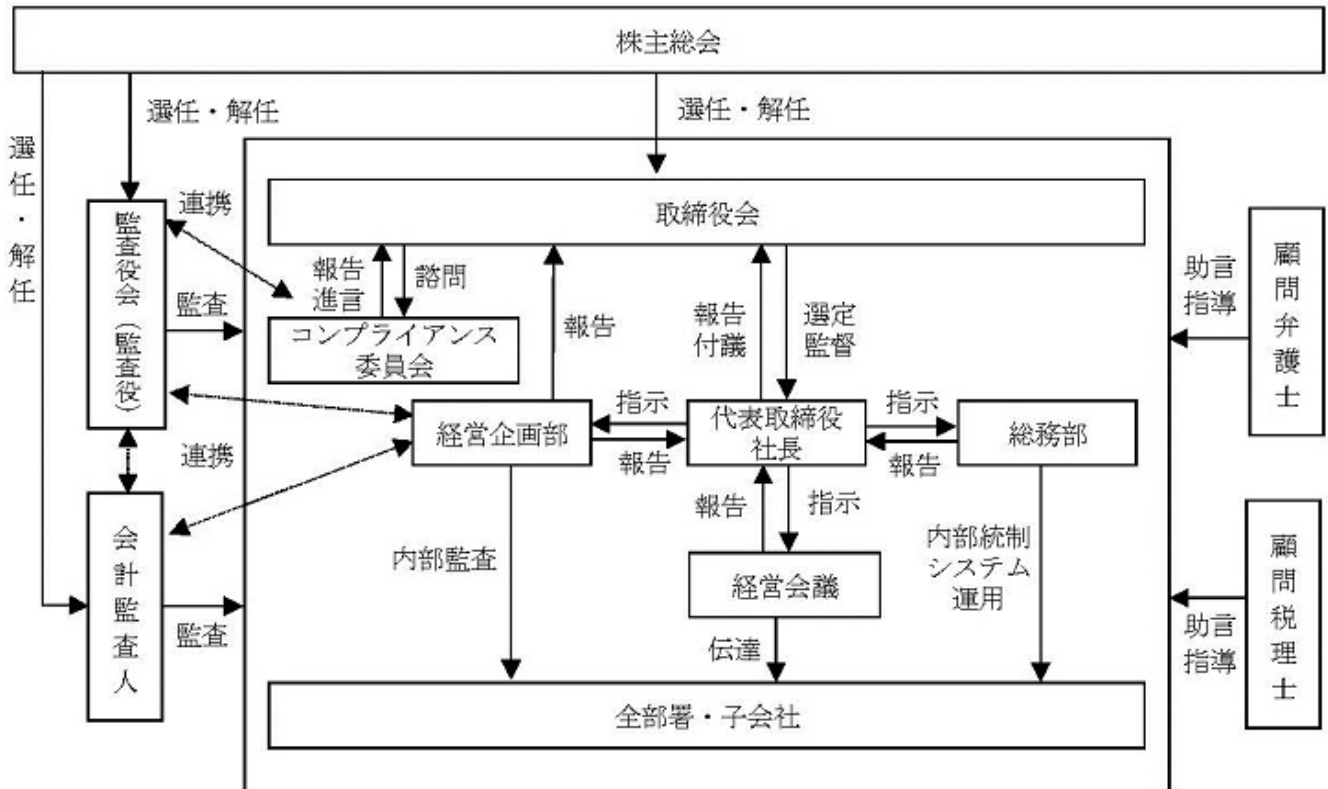 株主総会
選任・解任
選任・解任
選任・解任
取締役会
連携
監査役会（監査役）
報告
進言
諮問
監査
コンプライアンス
委員会
報告
報告
付議
選定
監督
助言
指導
顧問弁護士
経営企画部
指示
報告
代表取締役
社長
指示
報告
総務部
連携
報告
指示
会計監査人
内部監査
経営会議
内部統制
システム
運用
顧問税理士
監査
伝達
助言
指導
全部署・子会社